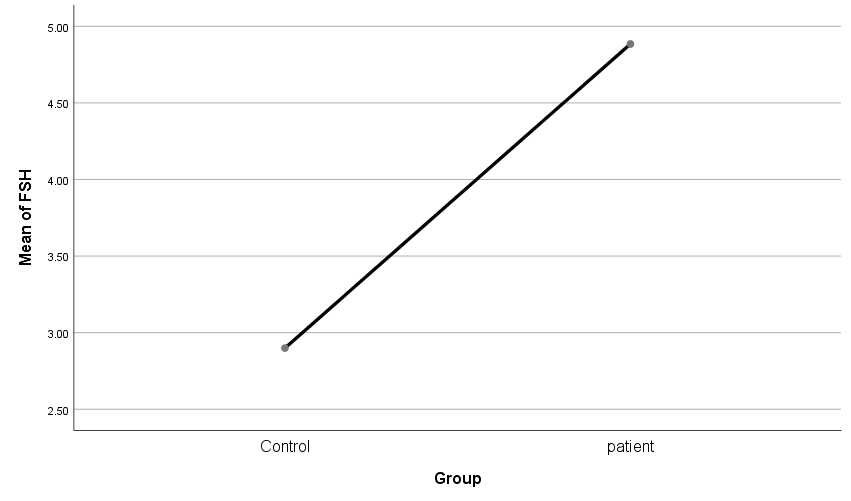 5.00
4.50
4.00
3.50
3.00
2.50
Mean of FSH
Control
patient
Group